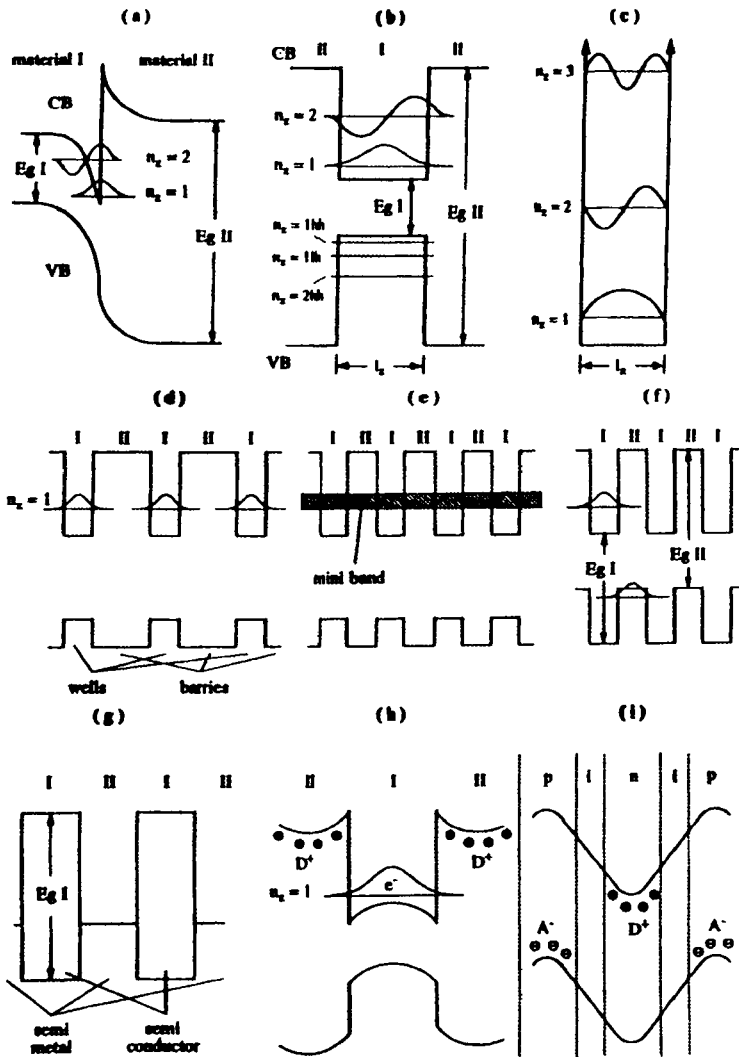 (a)
material I material II
CB
Eg I
n_z = 2
n_z = 1
Eg II
VB
(b)
CB II I II
n_z = 2
n_z = 1
Eg I
Eg II
n_z = 1hh
n_z = 1lh
n_z = 2hh
VB
l_z
(c)
n_z = 3
n_z = 2
n_z = 1
l_z
(d)
I II I II I
n_z = 1
wells barries
(e)
I II I II I II I
mini band
(f)
I II I II I
Eg I
Eg II
(g)
I II I II
Eg I
semi metal
semi conductor
(h)
II I II
D+ D+
n_z = 1
e-
(i)
p i n i p
D+
A- A-